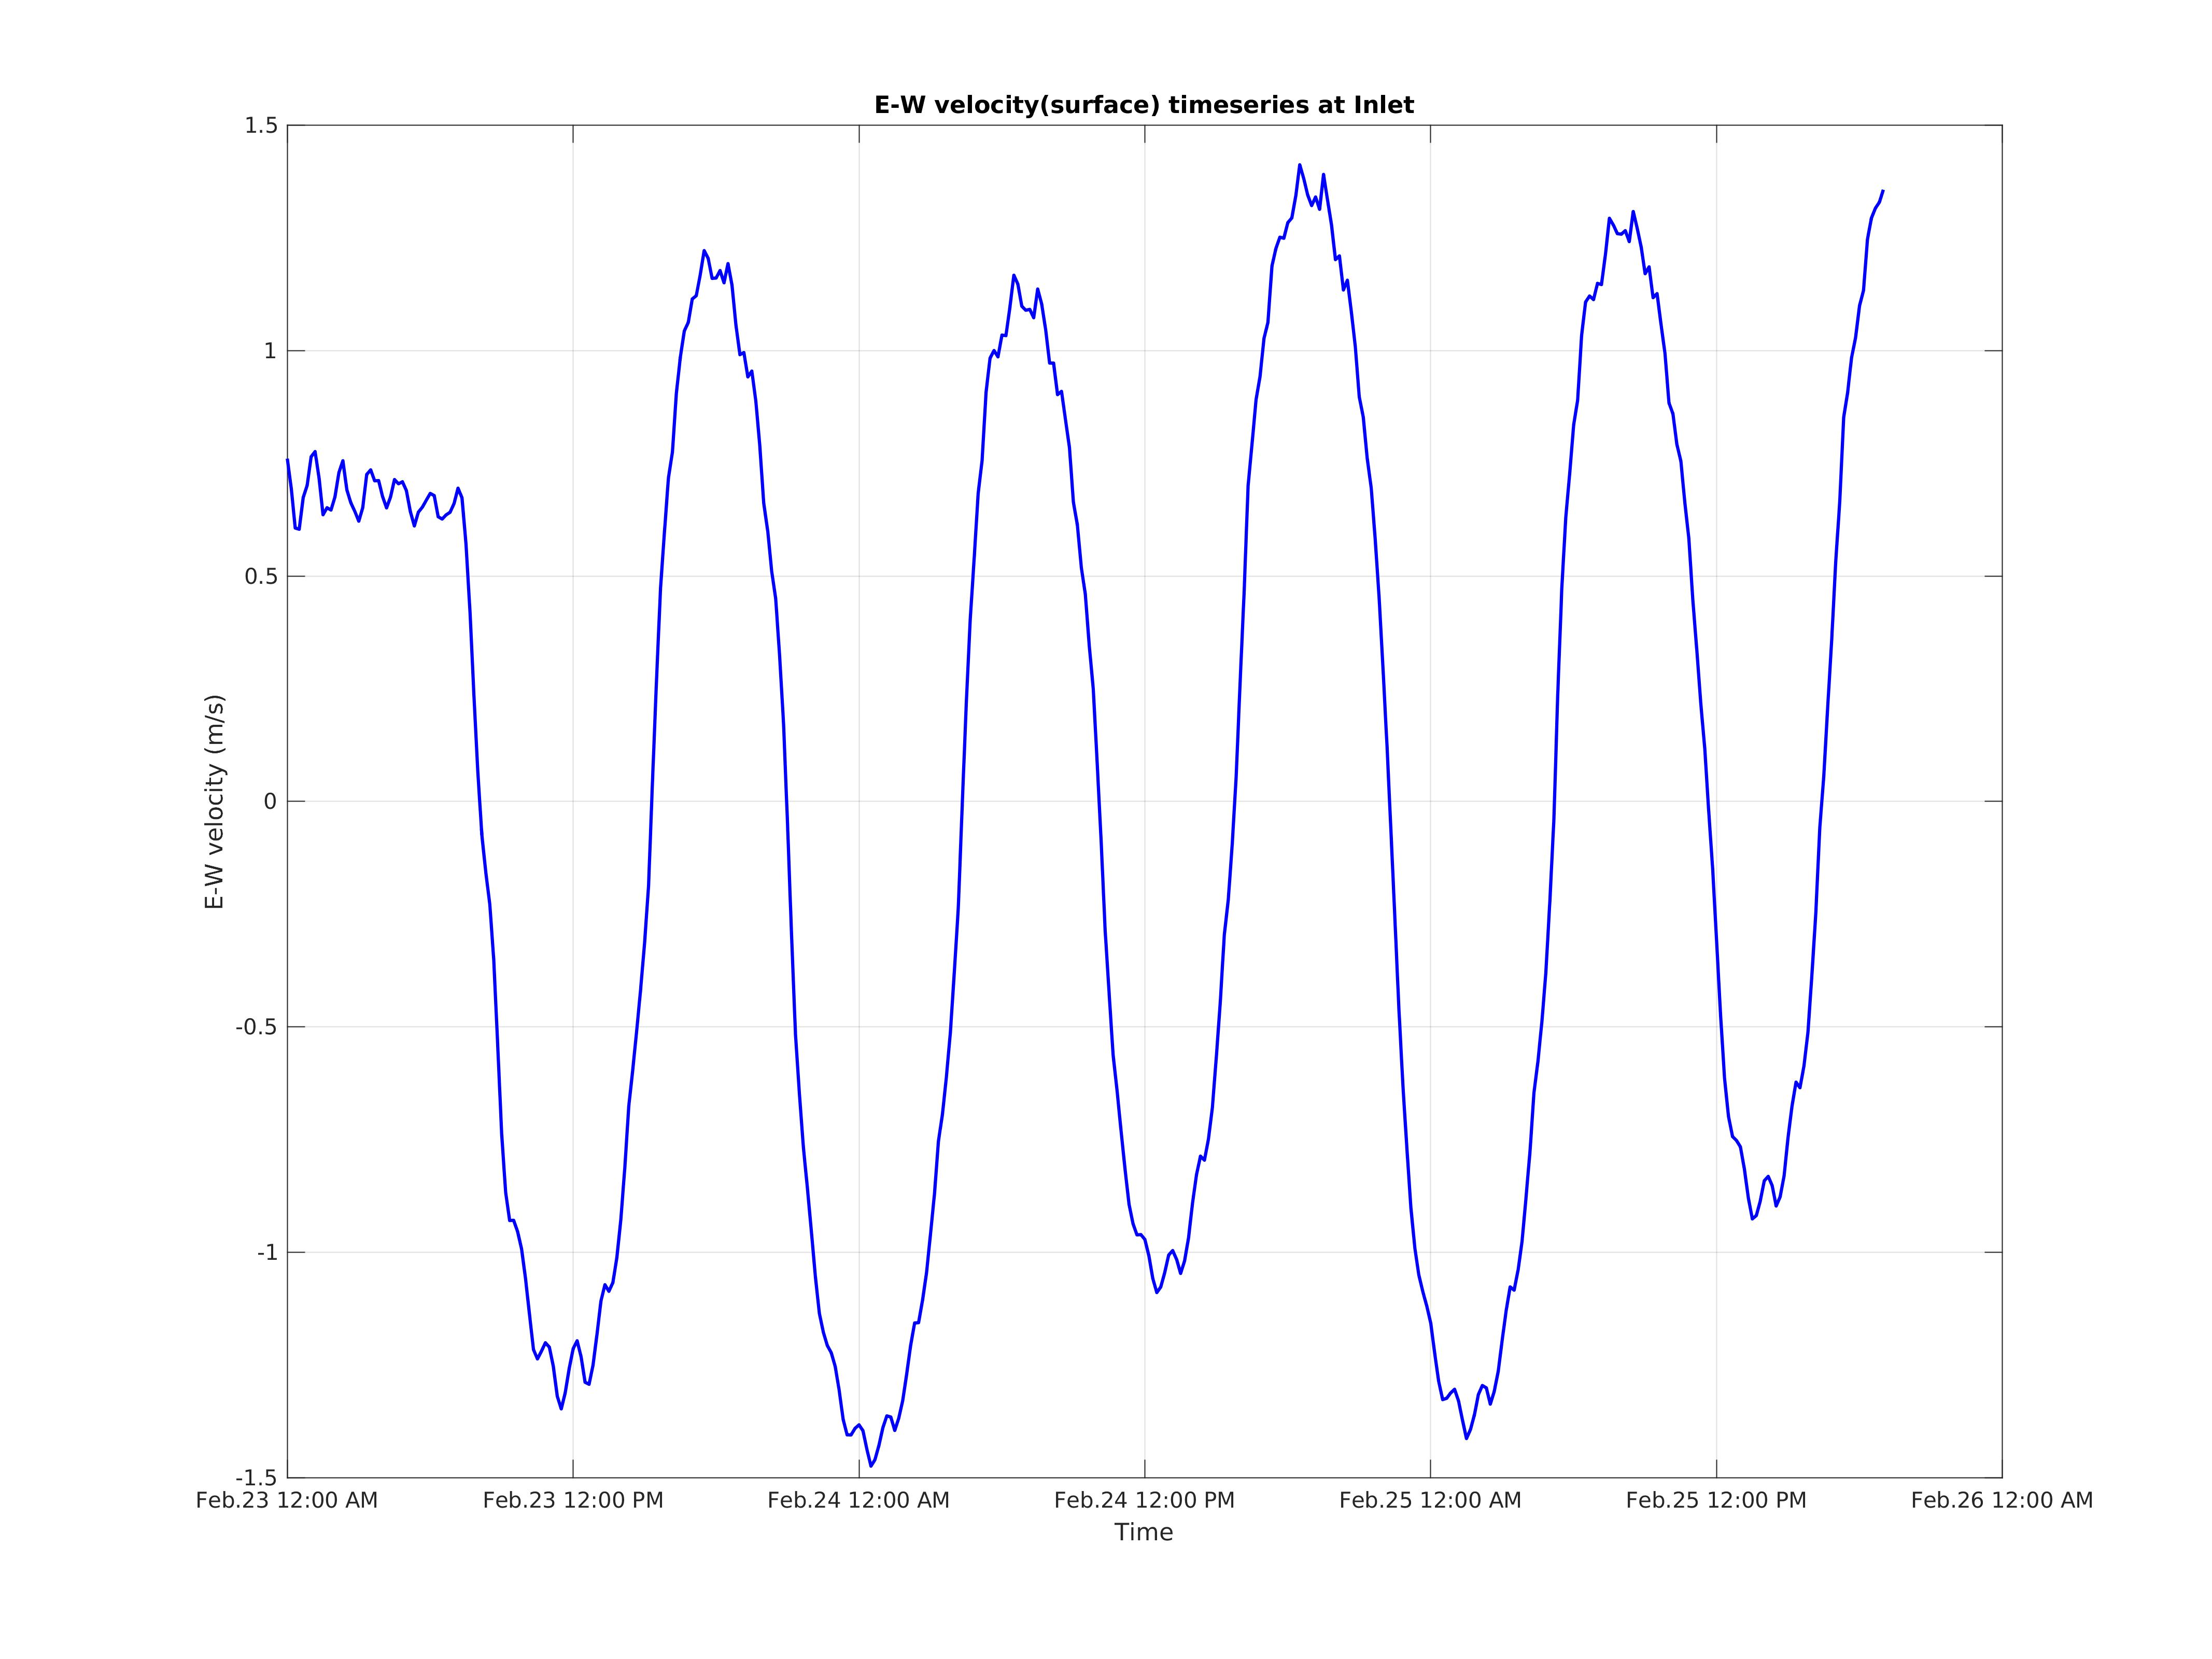 E-W velocity(surface) timeseries at Inlet
1.5
1
0.5
0
-0.5
-1
-1.5
E-W velocity (m/s)
Feb.23 12:00 AM Feb.23 12:00 PM Feb.24 12:00 AM Feb.24 12:00 PM Feb.25 12:00 AM Feb.25 12:00 PM Feb.26 12:00 AM
Time